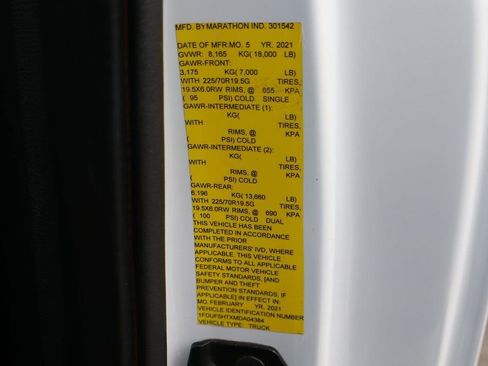 MFD. BY MARATHON IND. 301542
DATE OF MFR: MO. 5 YR. 2021
GVWR: 8,165 KG( 18,000 LB)
GAWR-FRONT:
3,175 KG( 7,000 LB)
WITH 225/70R19.5G TIRES,
19.5X6.0RW RIMS, @ 655 KPA
( 95 PSI) COLD SINGLE
GAWR-INTERMEDIATE (1):
KG( LB)
WITH TIRES,
RIMS, @ KPA
( PSI) COLD
GAWR-INTERMEDIATE (2):
KG( LB)
WITH TIRES,
RIMS, @ KPA
( PSI) COLD
GAWR-REAR:
6,196 KG( 13,660 LB)
WITH 225/70R19.5G TIRES,
19.5X6.0RW RIMS, @ 690 KPA
( 100 PSI) COLD DUAL
THIS VEHICLE HAS BEEN
COMPLETED IN ACCORDANCE
WITH THE PRIOR
MANUFACTURERS' IVD, WHERE
APPLICABLE. THIS VEHICLE
CONFORMS TO ALL APPLICABLE
FEDERAL MOTOR VEHICLE
SAFETY STANDARDS, [AND
BUMPER AND THEFT
PREVENTION STANDARDS, IF
APPLICABLE] IN EFFECT IN:
MO. FEBRUARY YR. 2021
VEHICLE IDENTIFICATION NUMBER
1FDUF5HTXMDA04384
VEHICLE TYPE: TRUCK